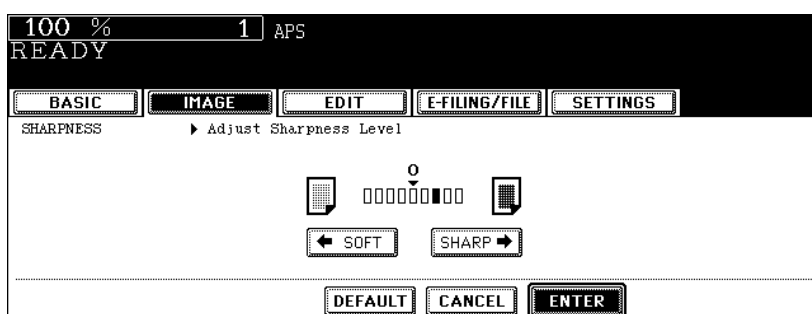 100 % 1 APS
READY
BASIC IMAGE EDIT E-FILING/FILE SETTINGS
SHARPNESS Adjust Sharpness Level
0
SOFT SHARP
DEFAULT CANCEL ENTER